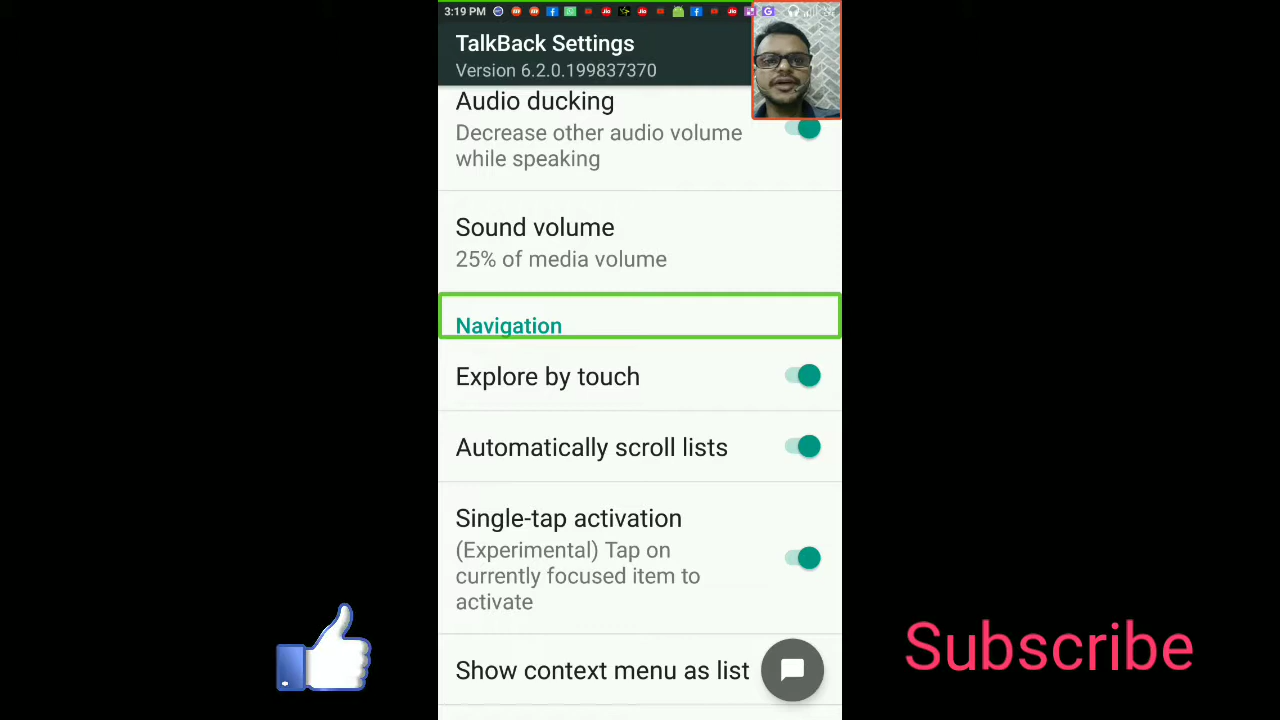 3:19 PM
TalkBack Settings
Version 6.2.0.199837370
Audio ducking
Decrease other audio volume
while speaking
Sound volume
25% of media volume
Navigation
Explore by touch
Automatically scroll lists
Single-tap activation
(Experimental) Tap on
currently focused item to
activate
Show context menu as list
Subscribe